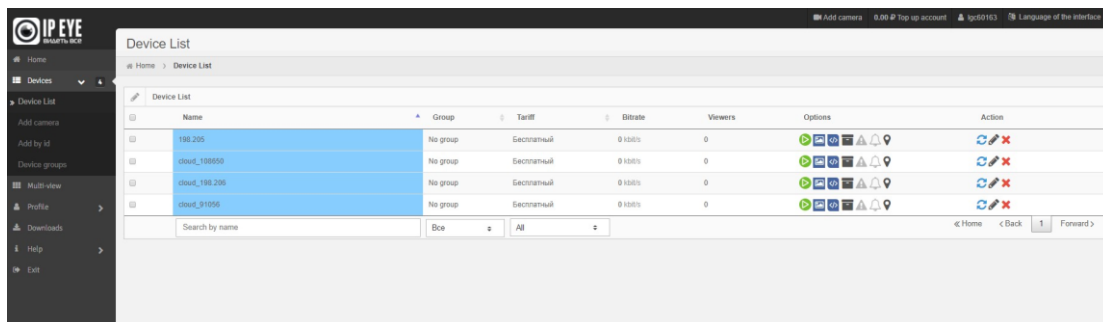 Add camera 0.00 ₽ Top up account lgc60163 Language of the interface
IP EYE
ВИДЕТЬ ВСЕ
Device List
Home
Home > Device List
Devices
Device List
Device List
Name Group Tariff Bitrate Viewers Options Action
Add camera
198.205 No group Бесплатный 0 kbit/s 0
Add by id
cloud_108650 No group Бесплатный 0 kbit/s 0
Device groups
cloud_198.206 No group Бесплатный 0 kbit/s 0
Multi-view
cloud_91056 No group Бесплатный 0 kbit/s 0
Profile
Search by name Все All « Home < Back 1 Forward >
Downloads
Help
Exit